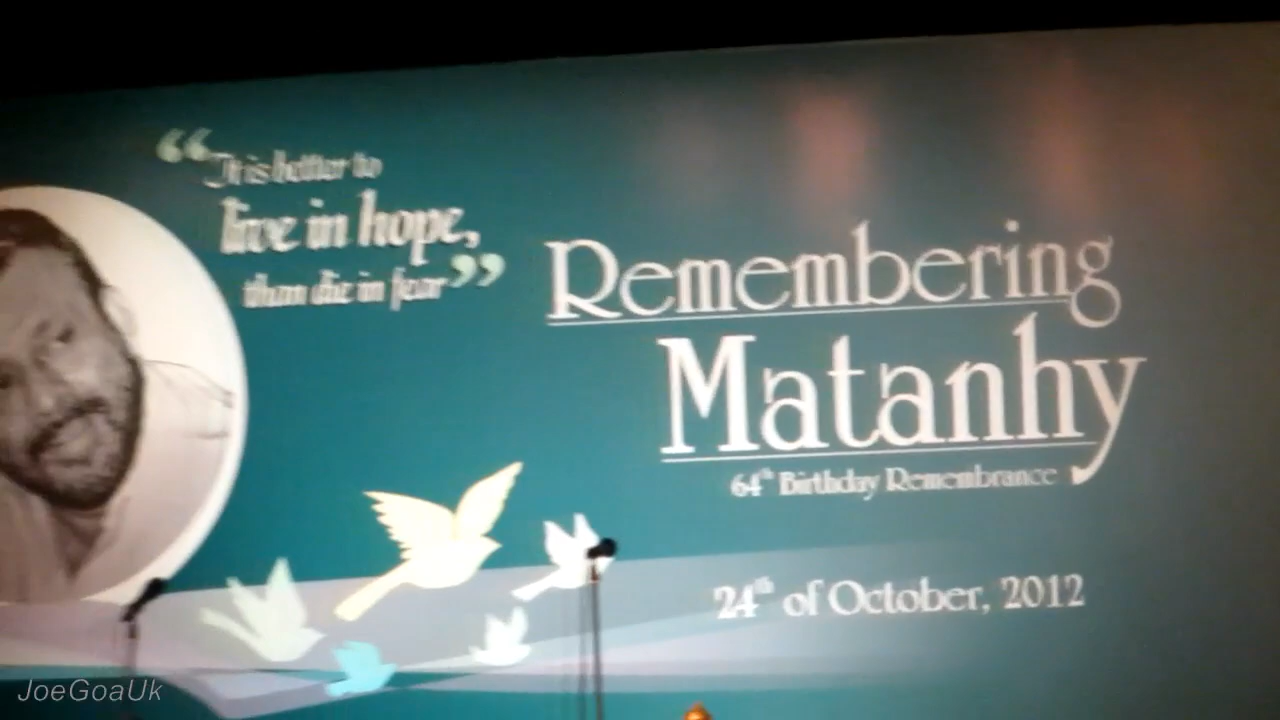 “It is better to
live in hope,
than die in fear”
Remembering
Matanhy
64th Birthday Remembrance
24th of October, 2012
JoeGoaUk